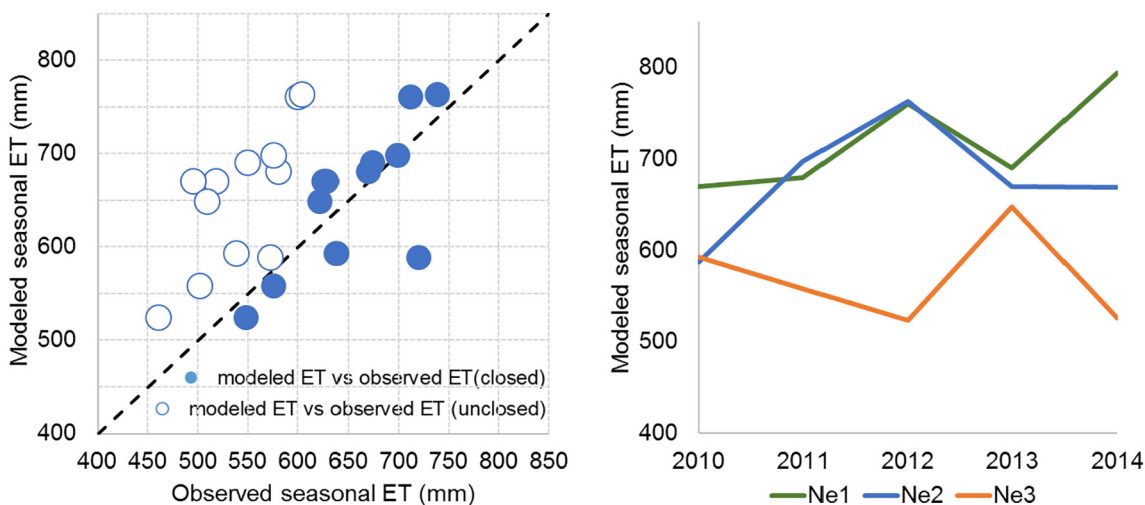 Modeled seasonal ET (mm)
800
700
600
500
400
modeled ET vs observed ET(closed)
modeled ET vs observed ET (unclosed)
400 450 500 550 600 650 700 750 800 850
Observed seasonal ET (mm)
Modeled seasonal ET (mm)
800
700
600
500
400
2010 2011 2012 2013 2014
Ne1 Ne2 Ne3